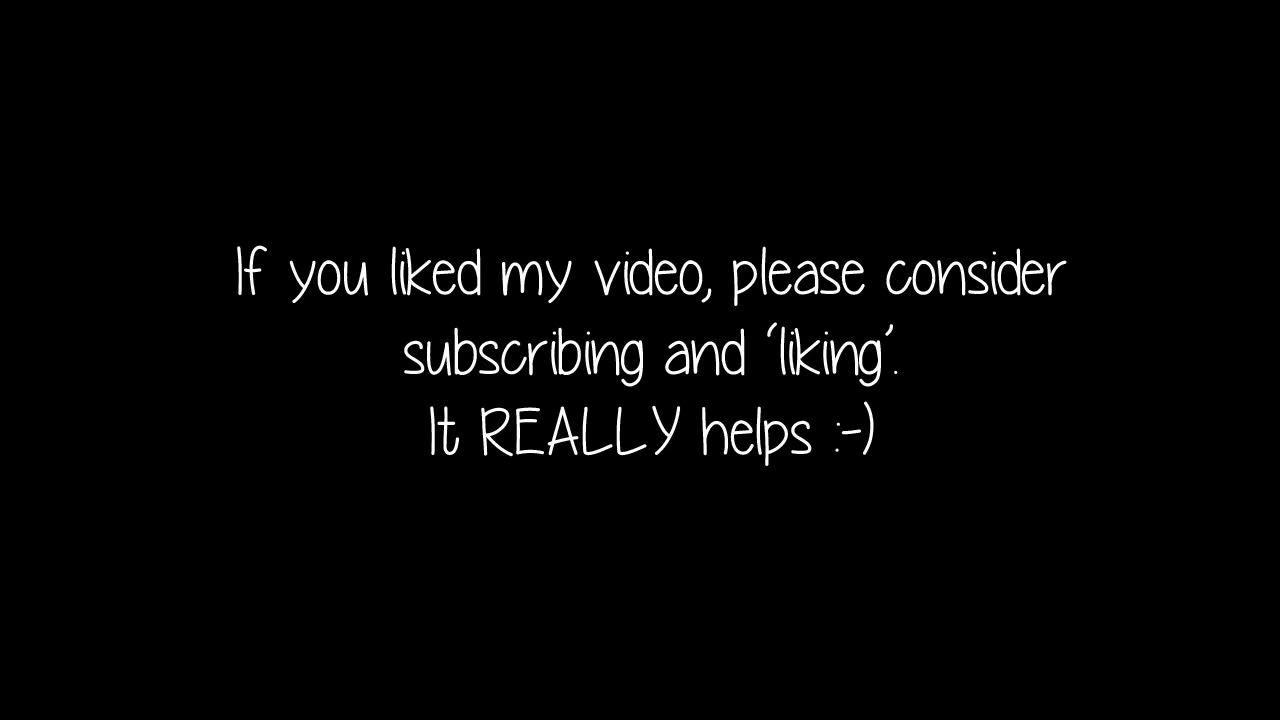 If you liked my video, please consider
subscribing and ‘liking’.
It REALLY helps :-)